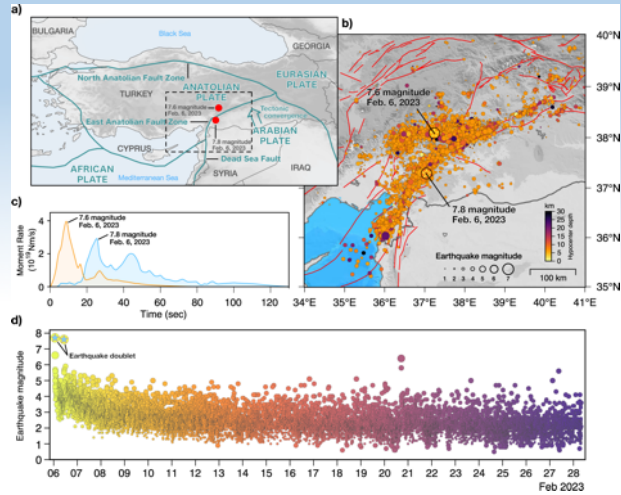 a)
BULGARIA
Black Sea
GEORGIA
North Anatolian Fault Zone
EURASIAN
PLATE
TURKEY
ANATOLIAN
PLATE
7.6 magnitude
Feb. 6, 2023
Tectonic
convergence
East Anatolian Fault Zone
ARABIAN
PLATE
7.8 magnitude
Feb. 6, 2023
CYPRUS
Dead Sea Fault
AFRICAN
PLATE
Mediterranean Sea
SYRIA
IRAQ
b)
40°N
39°N
38°N
37°N
36°N
35°N
7.6 magnitude
Feb. 6, 2023
7.8 magnitude
Feb. 6, 2023
km
30
25
20
15
10
5
0
Hypocenter depth
Earthquake magnitude
1 2 3 4 5 6 7
100 km
34°E 35°E 36°E 37°E 38°E 39°E 40°E 41°E
c)
7.6 magnitude
Feb. 6, 2023
7.8 magnitude
Feb. 6, 2023
Moment Rate
4
2
0
0 20 40 60 80 100 120
Time (sec)
d)
Earthquake magnitude
8
7
6
5
4
3
2
1
0
Earthquake doublet
06 07 08 09 10 11 12 13 14 15 16 17 18 19 20 21 22 23 24 25 26 27 28
Feb 2023